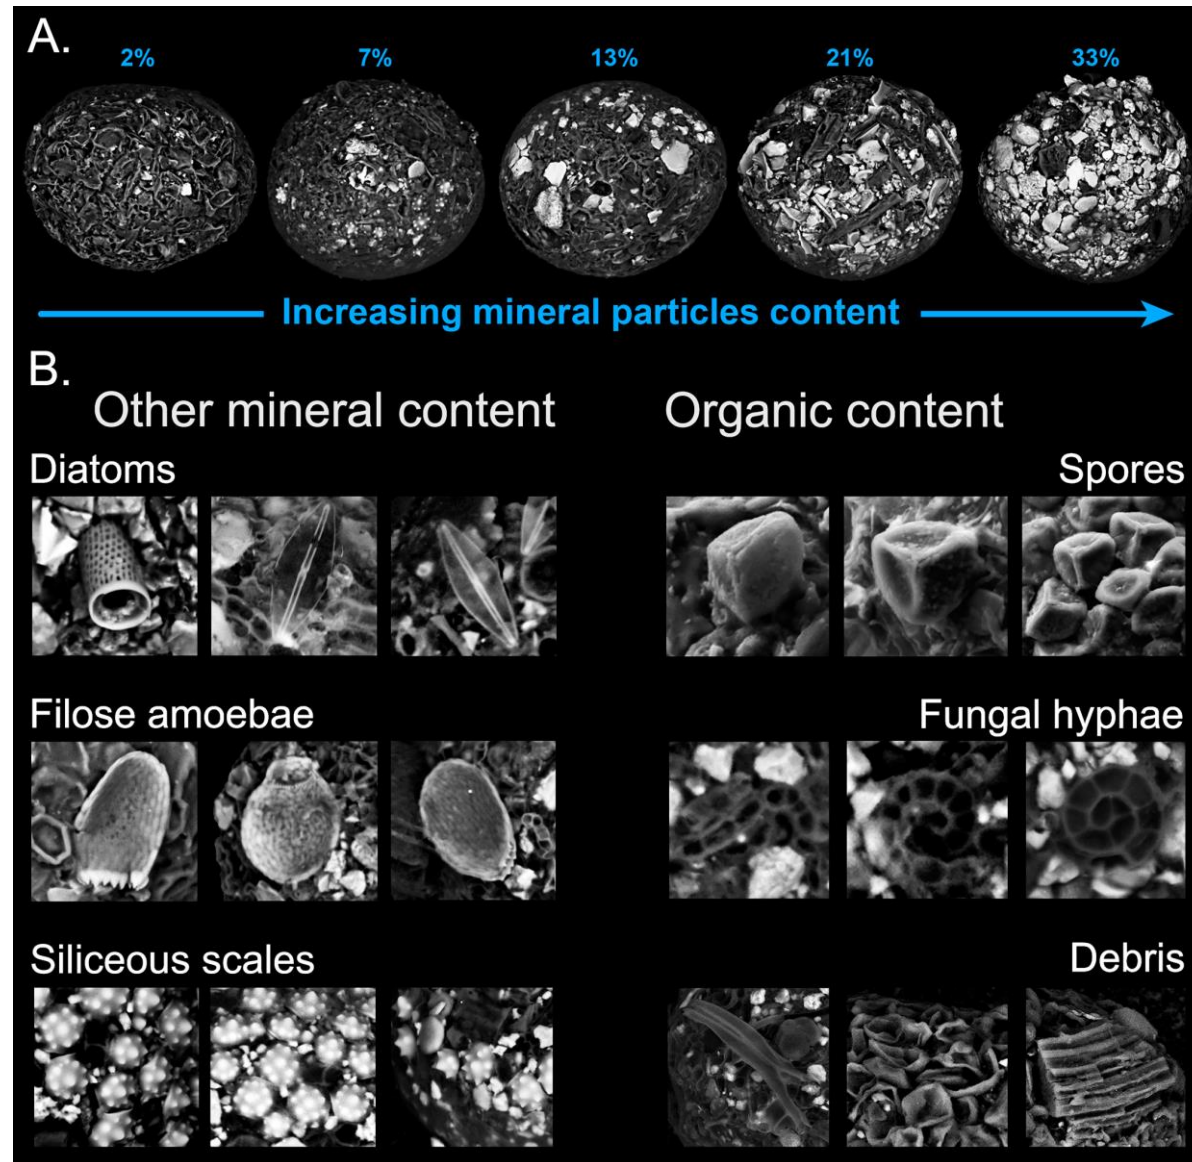 A.
2% 7% 13% 21% 33%
Increasing mineral particles content
B.
Other mineral content
Organic content
Diatoms
Spores
Filose amoebae
Fungal hyphae
Siliceous scales
Debris